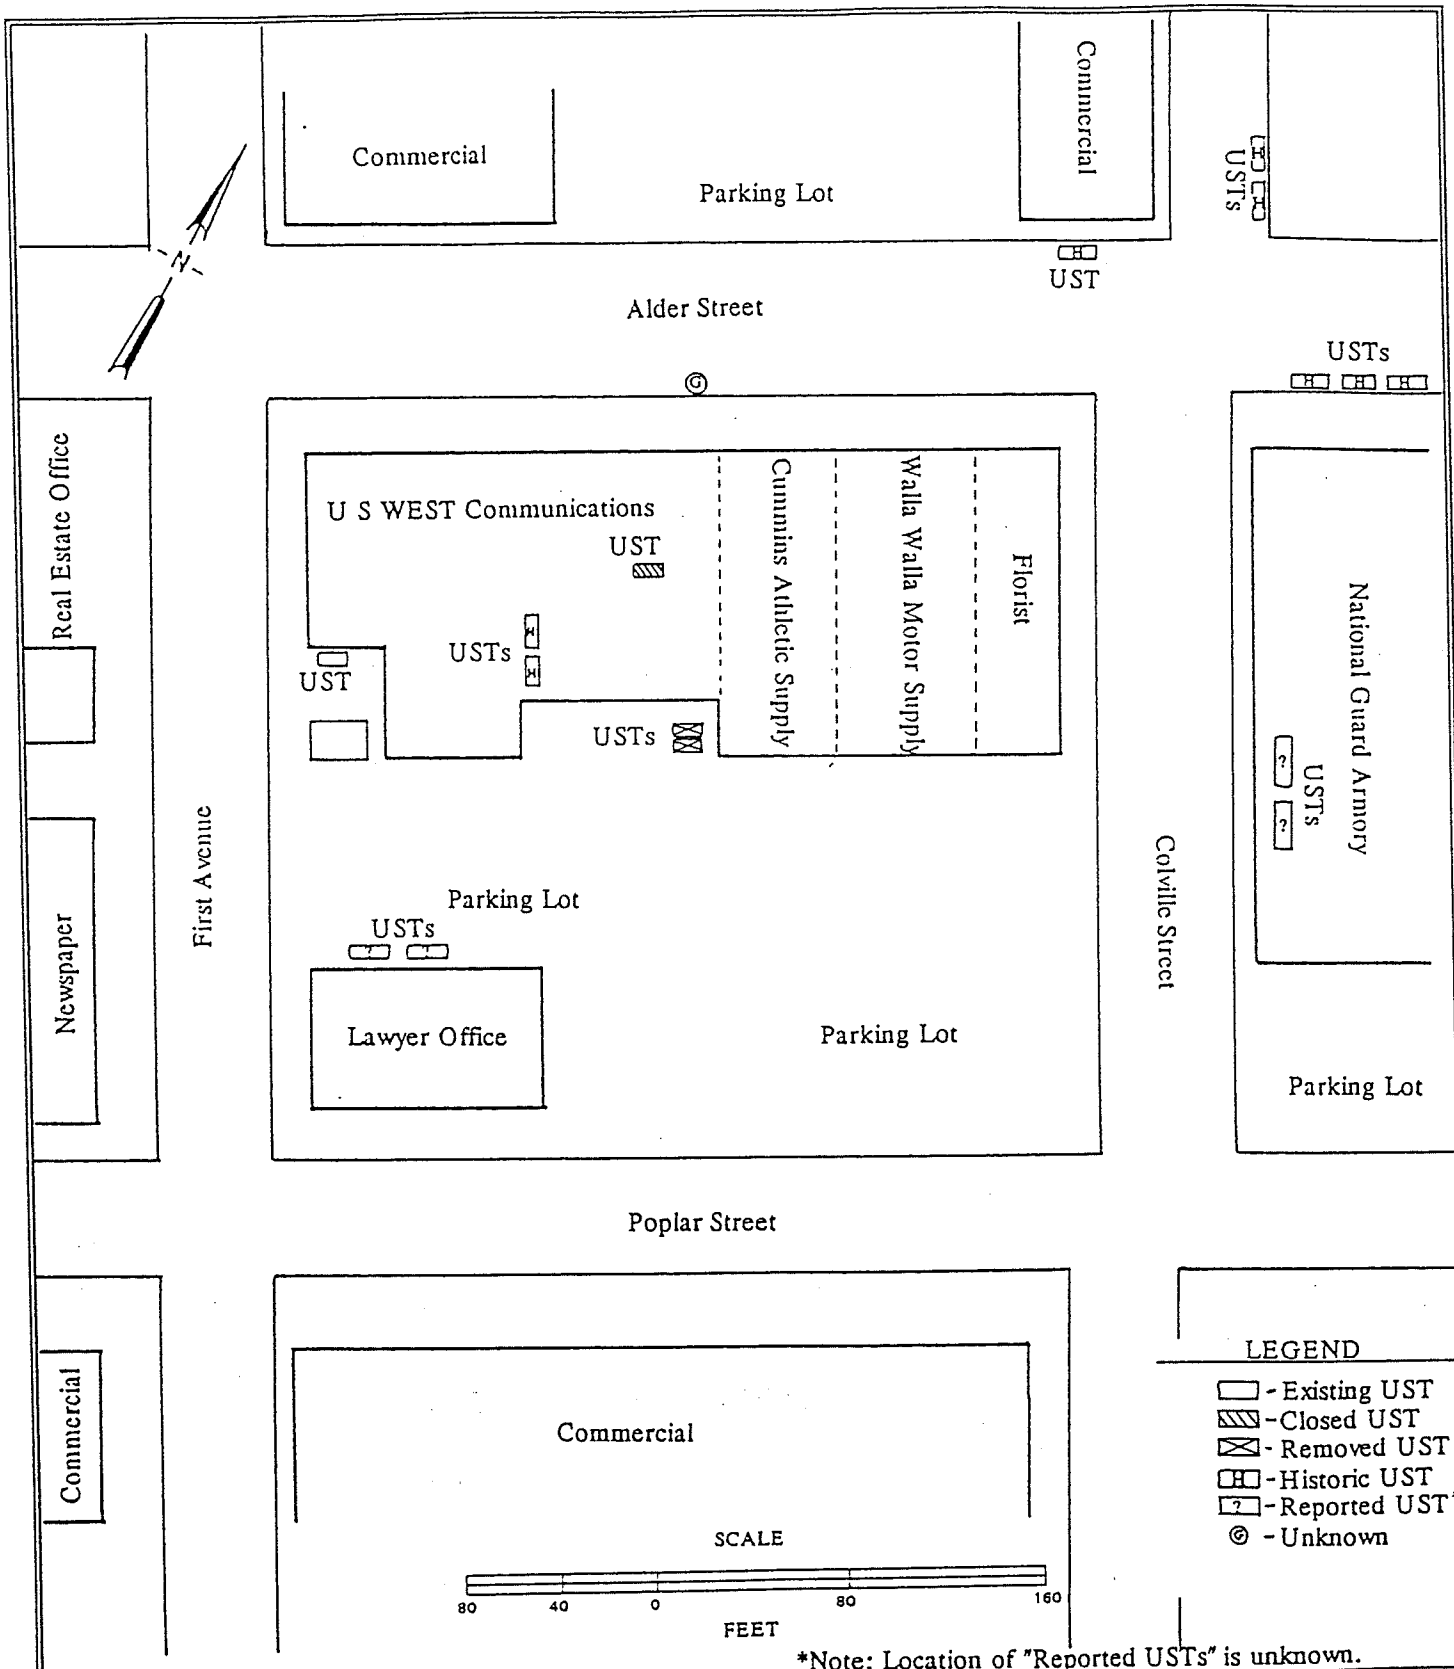 Commercial
Parking Lot
Commercial
H
H
USTs
N
H
UST
Alder Street
USTs
H
H
H
G
Real Estate Office
U S WEST Communications
UST
Cummins Athletic Supply
Walla Walla Motor Supply
Florist
National Guard Armory
USTs
H
H
UST
USTs
?
?
USTs
First Avenue
Colville Street
Newspaper
Parking Lot
USTs
?
?
Lawyer Office
Parking Lot
Parking Lot
Poplar Street
Commercial
Commercial
LEGEND
- Existing UST
- Closed UST
- Removed UST
H - Historic UST
? - Reported UST*
G - Unknown
SCALE
80 40 0 80 160
FEET
*Note: Location of "Reported USTs" is unknown.